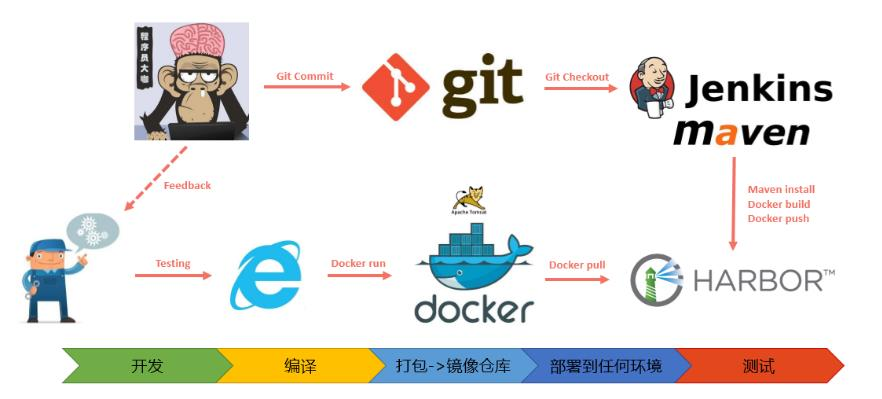 程序员大咖
Git Commit
git
Git Checkout
Jenkins
maven
Feedback
Maven install
Docker build
Docker push
Apache Tomcat
Testing
Docker run
docker
Docker pull
HARBOR™
开发
编译
打包->镜像仓库
部署到任何环境
测试